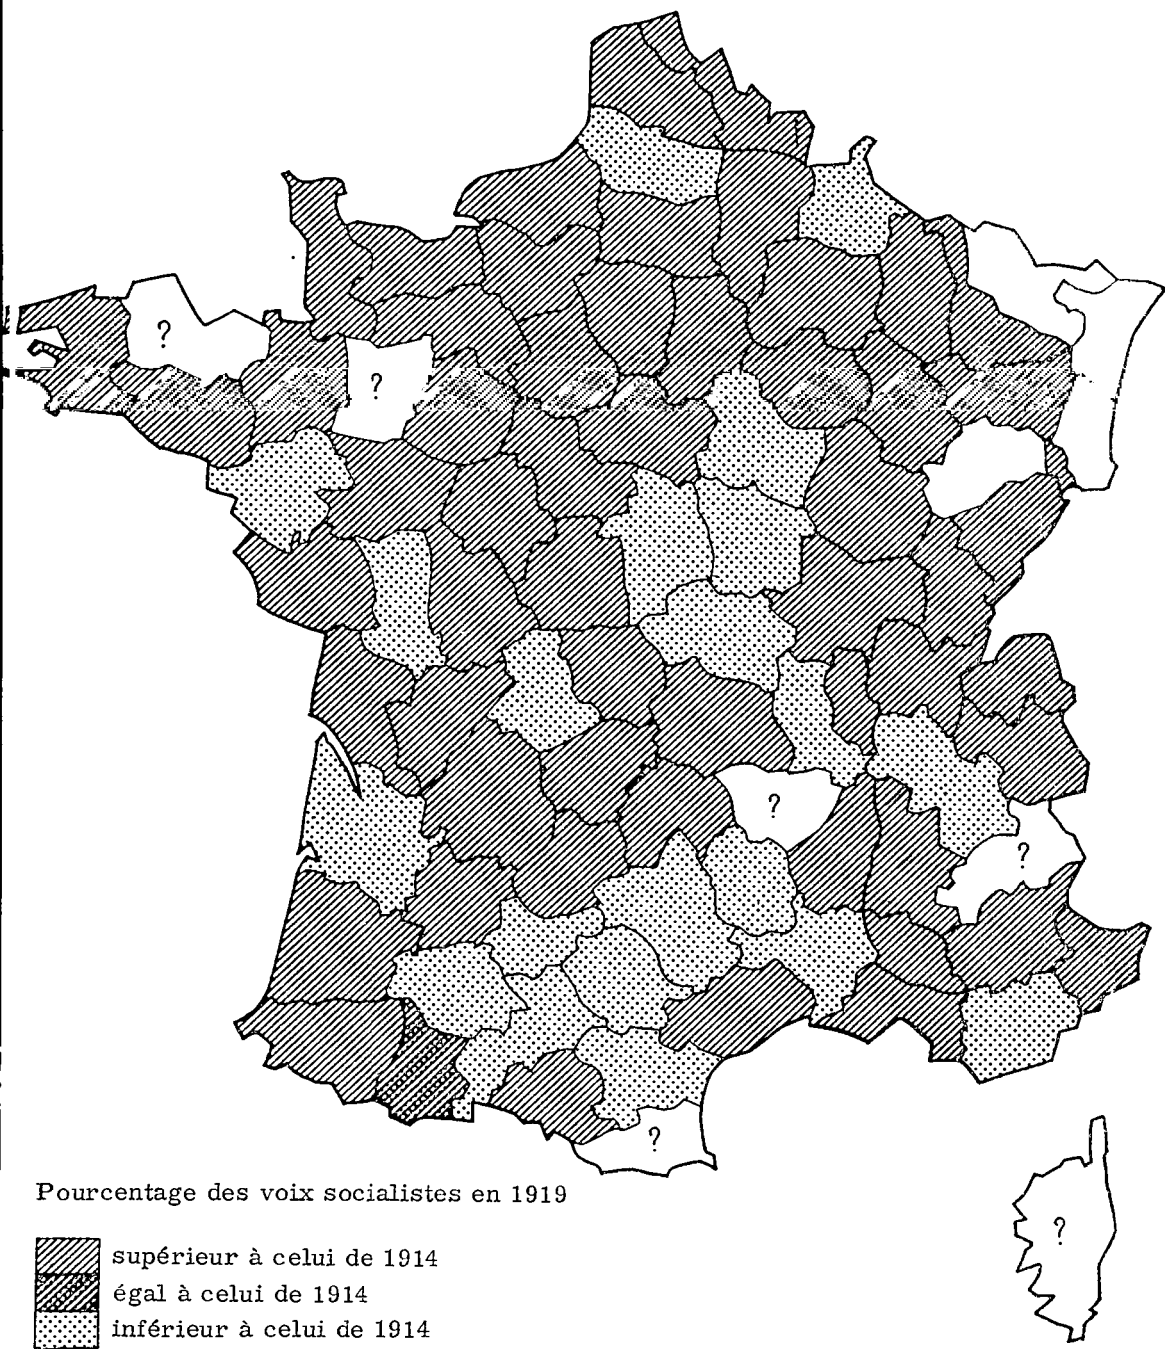 ?
?
?
?
?
?
Pourcentage des voix socialistes en 1919
supérieur à celui de 1914
égal à celui de 1914
inférieur à celui de 1914